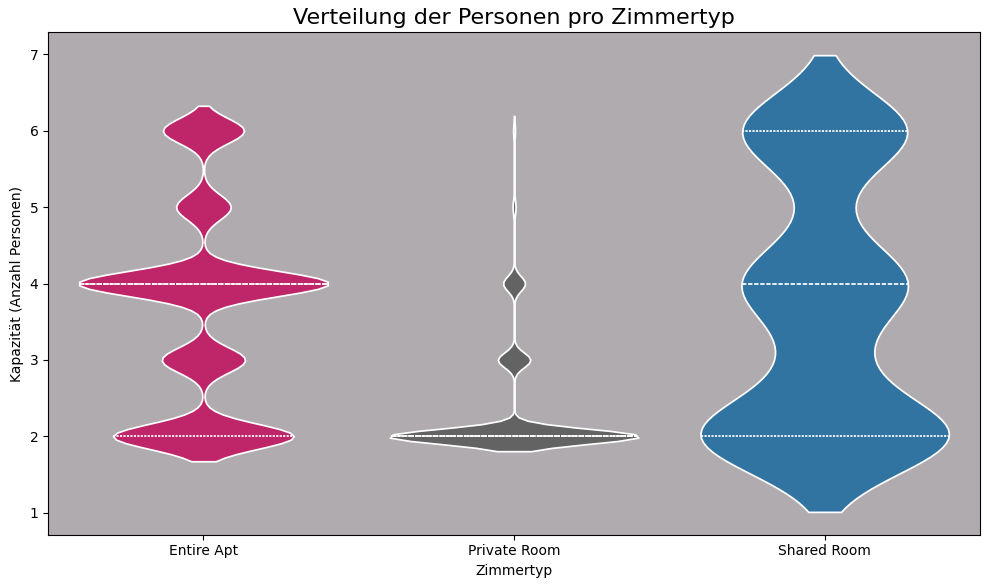 Verteilung der Personen pro Zimmertyp
Kapazität (Anzahl Personen)
7
6
5
4
3
2
1
Entire Apt
Private Room
Shared Room
Zimmertyp